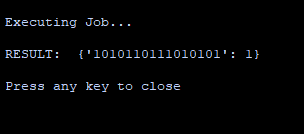 Executing Job...
RESULT:  {'1010110111010101': 1}
Press any key to close